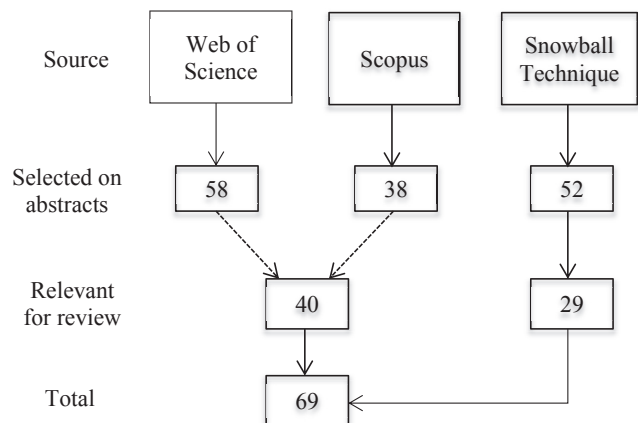 Source
Web of
Science
Scopus
Snowball
Technique
Selected on
abstracts
58
38
52
Relevant
for review
40
29
Total
69